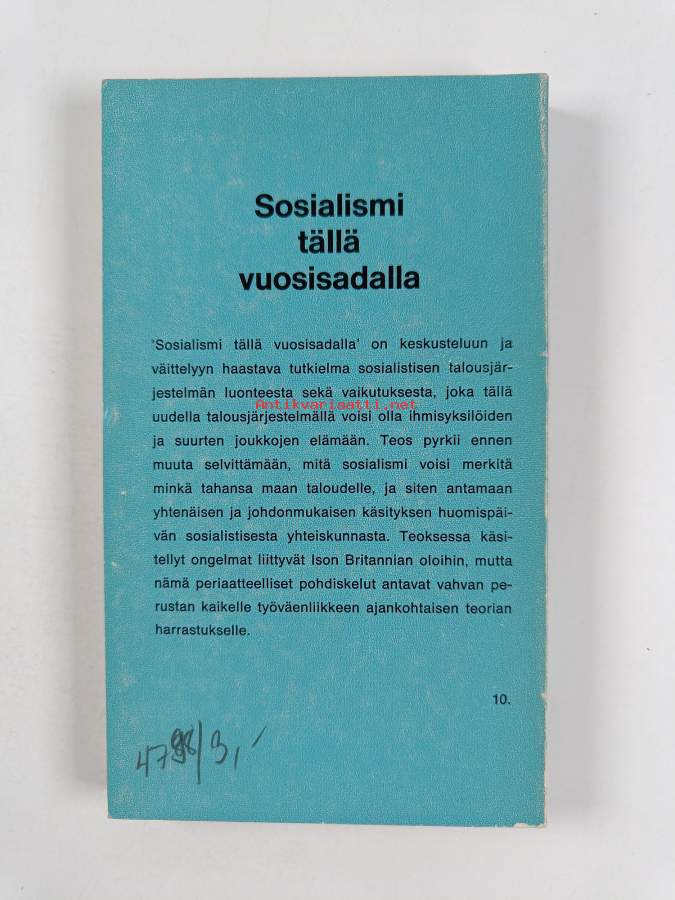 Sosialismi
tällä
vuosisadalla
'Sosialismi tällä vuosisadalla' on keskusteluun ja
väittelyyn haastava tutkielma sosialistisen talousjär-
jestelmän luonteesta sekä vaikutuksesta, joka tällä
Antikvariaatti.net
uudella talousjärjestelmällä voisi olla ihmisyksilöiden
ja suurten joukkojen elämään. Teos pyrkii ennen
muuta selvittämään, mitä sosialismi voisi merkitä
minkä tahansa maan taloudelle, ja siten antamaan
yhtenäisen ja johdonmukaisen käsityksen huomispäi-
vän sosialistisesta yhteiskunnasta. Teoksessa käsi-
tellyt ongelmat liittyvät Ison Britannian oloihin, mutta
nämä periaatteelliset pohdiskelut antavat vahvan pe-
rustan kaikelle työväenliikkeen ajankohtaisen teorian
harrastukselle.
10.